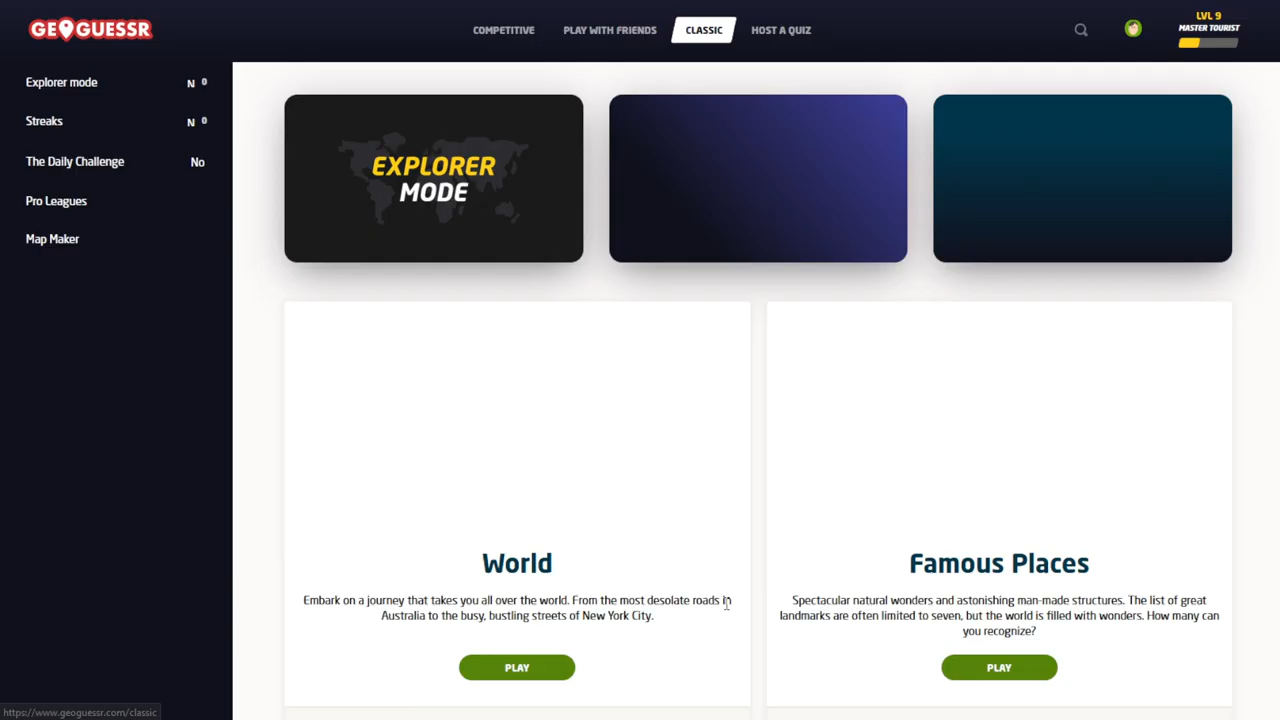 GEOGUESSR
COMPETITIVE
PLAY WITH FRIENDS
CLASSIC
HOST A QUIZ
LVL 9
MASTER TOURIST
Explorer mode
N 0
Streaks
N 0
The Daily Challenge
No
Pro Leagues
Map Maker
EXPLORER
MODE
World
Embark on a journey that takes you all over the world. From the most desolate roads in
Australia to the busy, bustling streets of New York City.
PLAY
Famous Places
Spectacular natural wonders and astonishing man-made structures. The list of great
landmarks are often limited to seven, but the world is filled with wonders. How many can
you recognize?
PLAY
https://www.geoguessr.com/classic